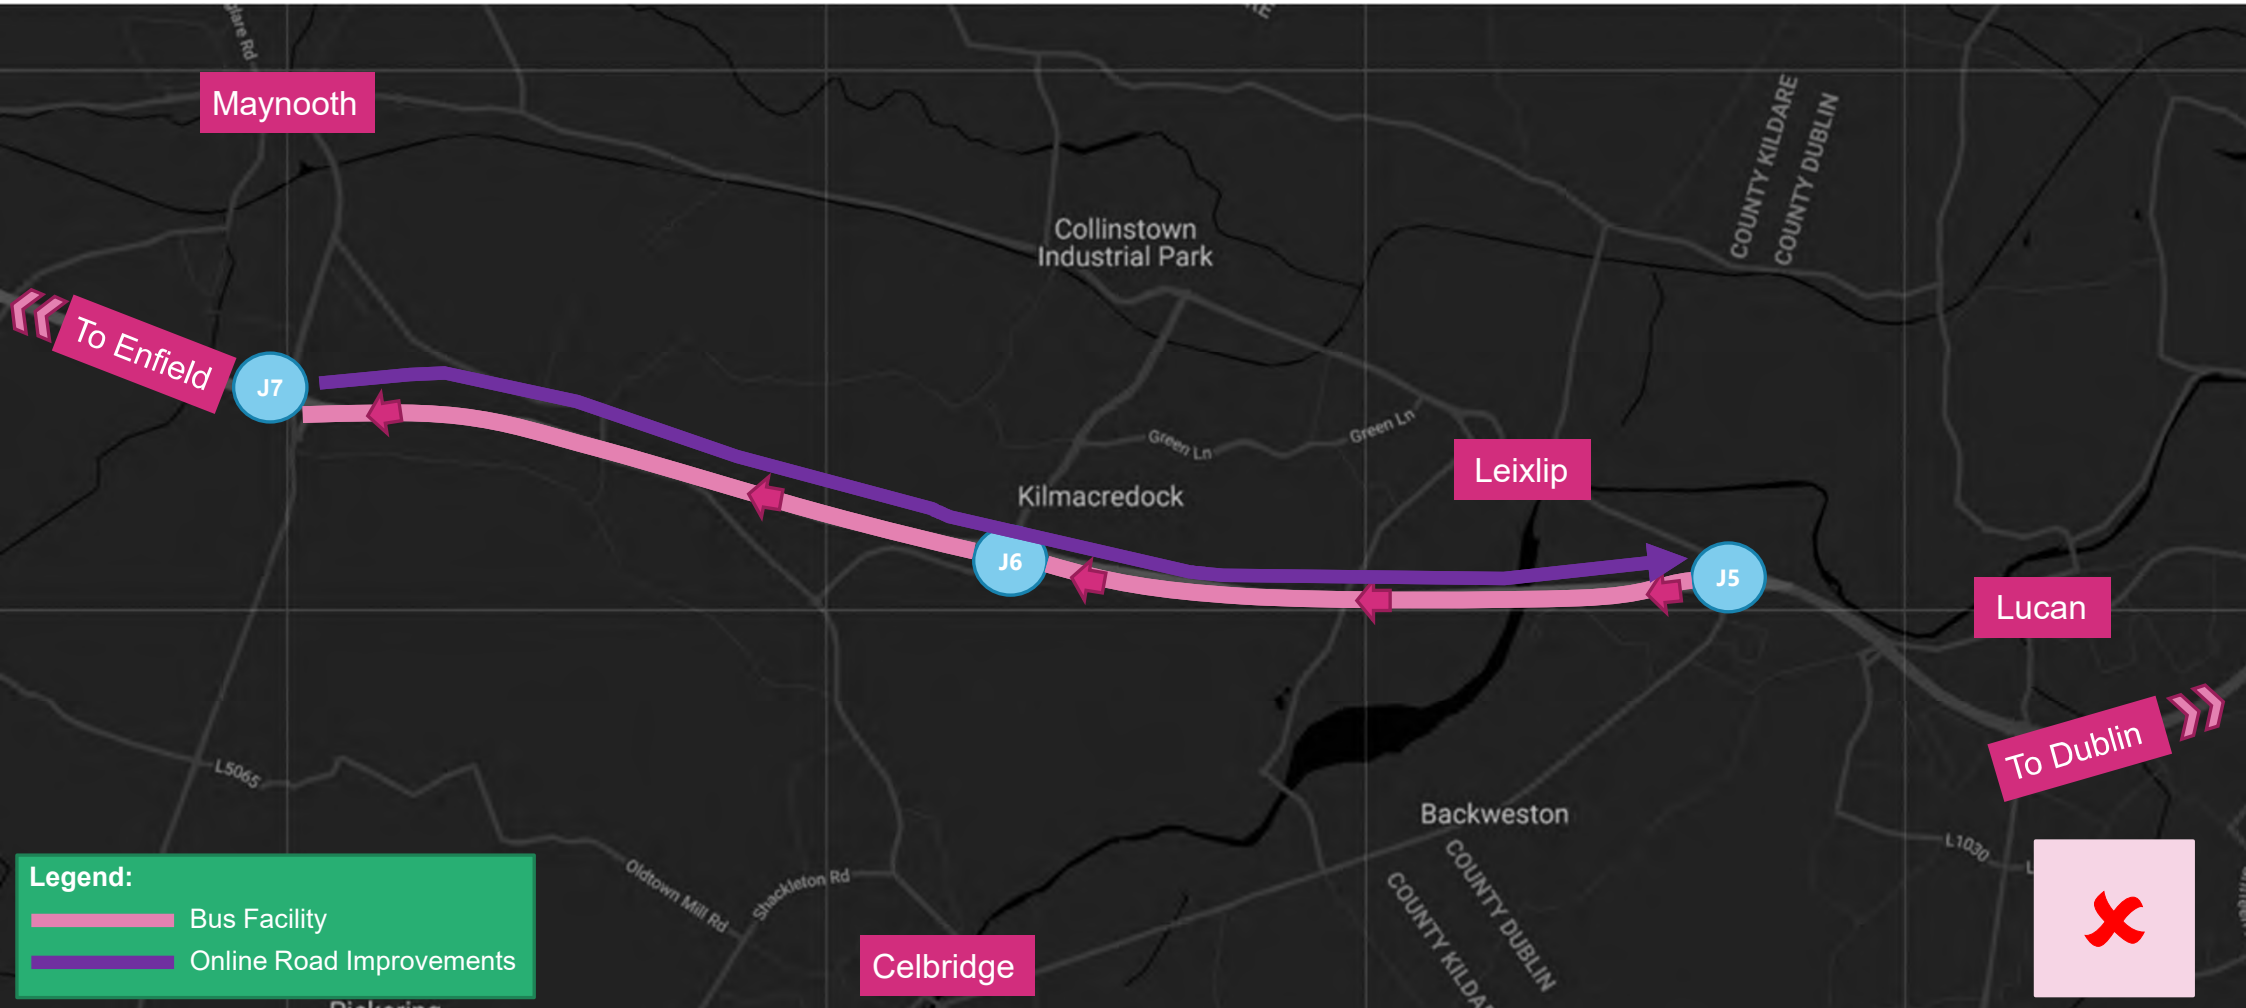 Maynooth
Collinstown
Industrial Park
COUNTY KILDARE
COUNTY DUBLIN
To Enfield
J7
Green Ln
Green Ln
Leixlip
Kilmacredock
J6
J5
Lucan
To Dublin
L5065
Backweston
L1030
COUNTY DUBLIN
Oldtown Mill Rd
Shackleton Rd
COUNTY
Celbridge
Legend:
Bus Facility
Online Road Improvements